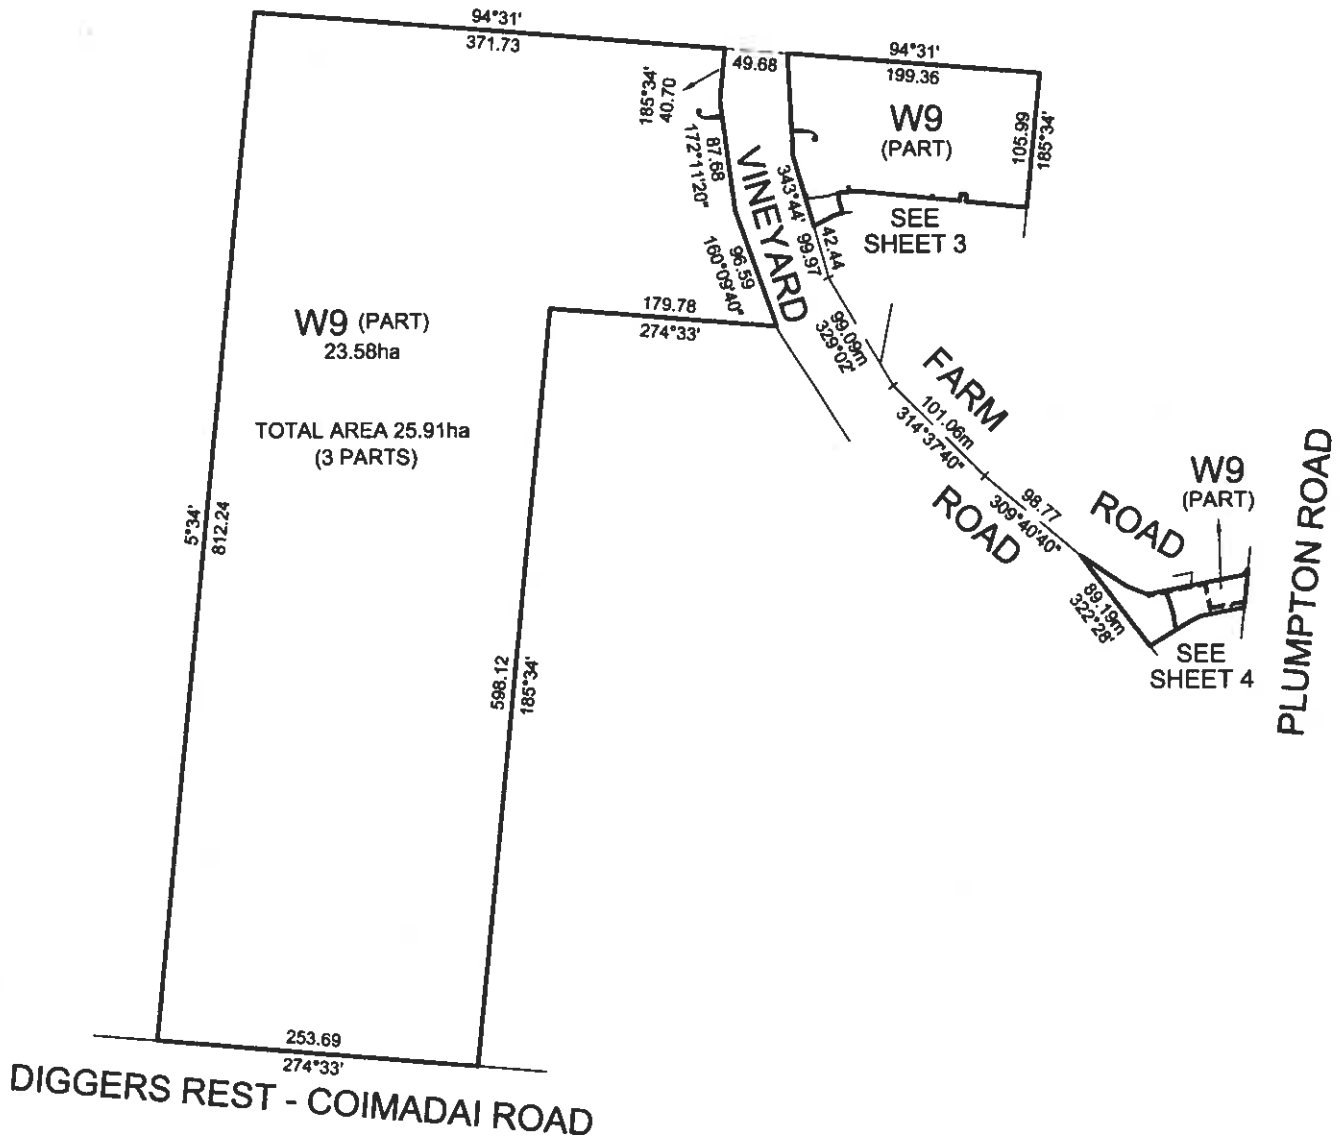 94°31'
371.73
49.68
94°31'
199.36
W9
(PART)
105.99
185°34'
185°34'
40.70
87.68
172°11'20"
VINEYARD
343°44'
99.97
42.44
SEE
SHEET 3
96.59
160°09'40"
179.78
274°33'
W9 (PART)
23.58ha
TOTAL AREA 25.91ha
(3 PARTS)
99.09m
329°02'
FARM
101.06m
314°37'40"
ROAD
98.77
309°40'40"
ROAD
W9
(PART)
PLUMPTON ROAD
89.19m
322°28'
SEE
SHEET 4
5°34'
812.24
598.12
185°34'
253.69
274°33'
DIGGERS REST - COIMADAI ROAD